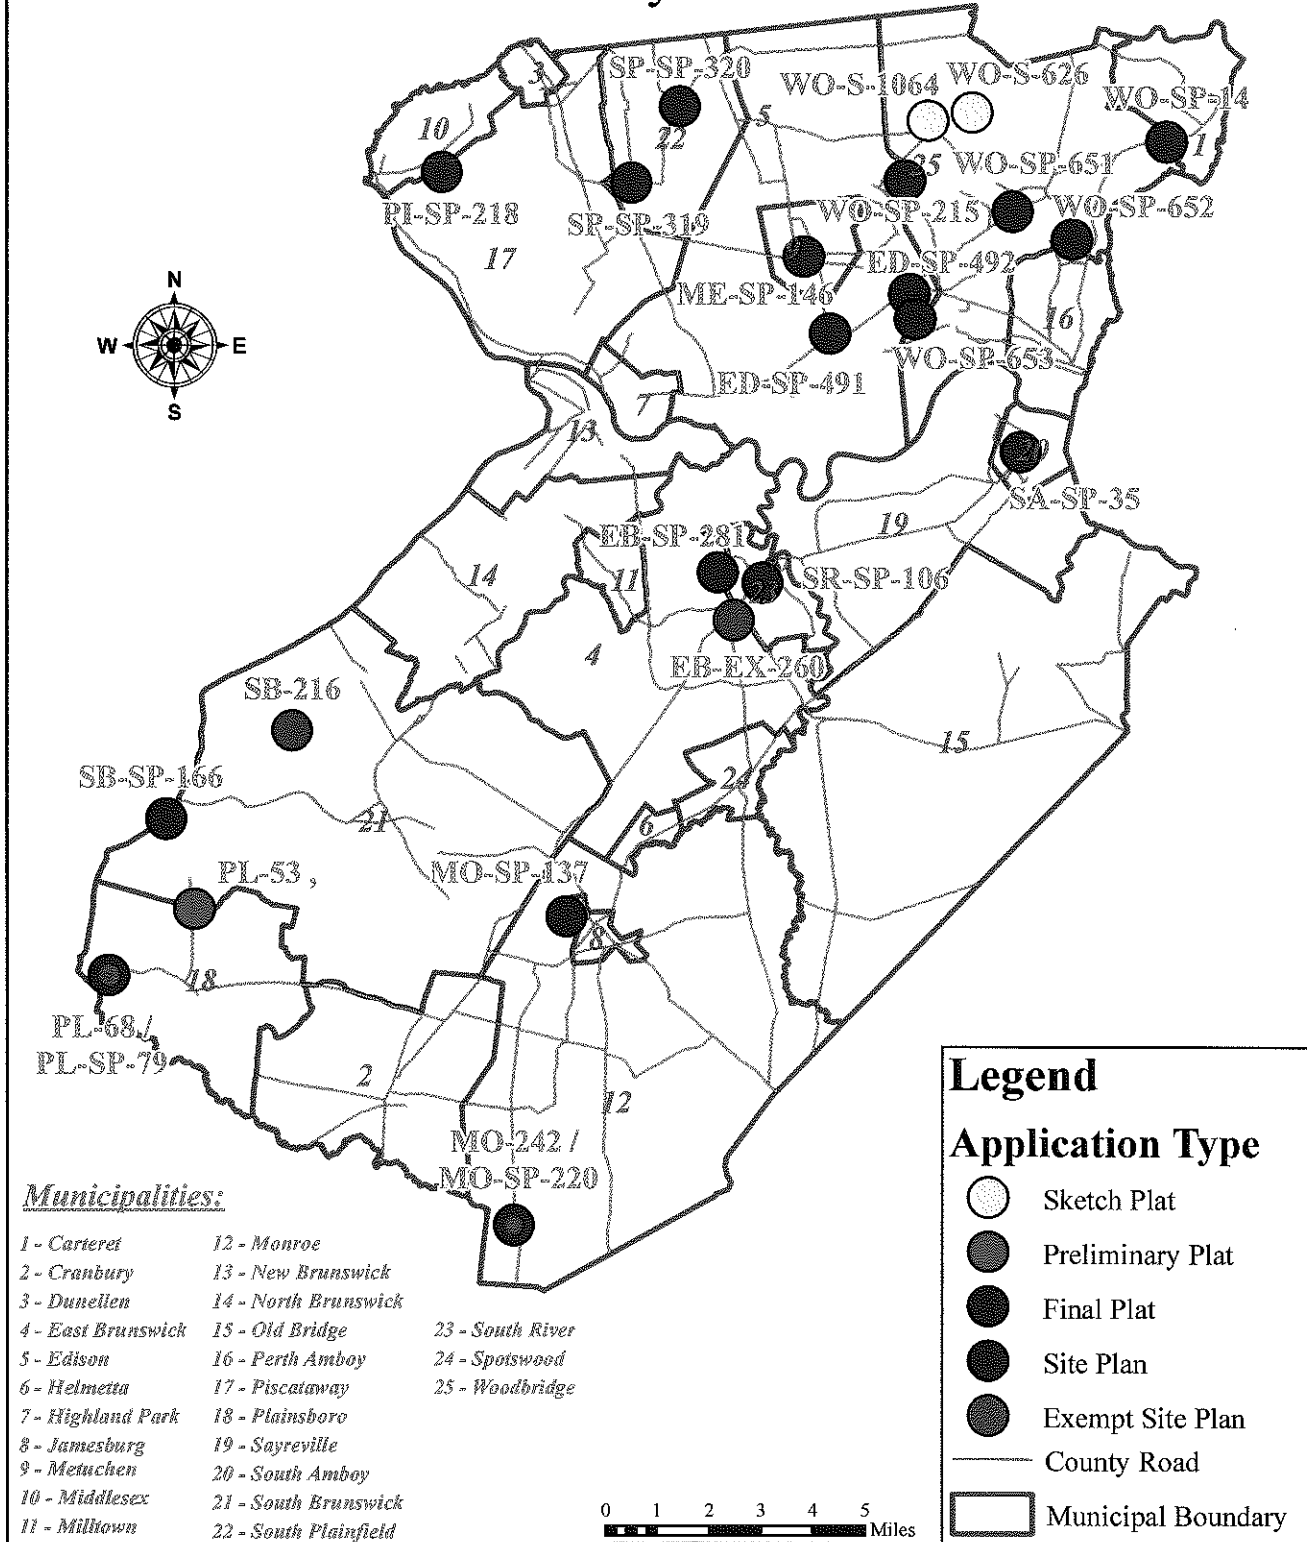 3
SP-SP-320
WO-S-1064
WO-S-626
WO-SP-14
10
22
5
25
1
PI-SP-218
SP-SP-319
WO-SP-215
WO-SP-651
WO-SP-652
17
ME-SP-146
ED-SP-492
16
ED-SP-491
WO-SP-653
N
W E
S
7
13
SA-SP-35
19
EB-SP-281
SR-SP-106
14
11
4
EB-EX-260
SB-216
15
SB-SP-166
24
21
6
PL-53 ,
MO-SP-137
8
18
PL-68 /
PL-SP-79
2
12
MO-242 /
MO-SP-220
Municipalities:
1 - Carteret
2 - Cranbury
3 - Dunellen
4 - East Brunswick
5 - Edison
6 - Helmetta
7 - Highland Park
8 - Jamesburg
9 - Metuchen
10 - Middlesex
11 - Milltown
12 - Monroe
13 - New Brunswick
14 - North Brunswick
15 - Old Bridge
16 - Perth Amboy
17 - Piscataway
18 - Plainsboro
19 - Sayreville
20 - South Amboy
21 - South Brunswick
22 - South Plainfield
23 - South River
24 - Spotswood
25 - Woodbridge
0 1 2 3 4 5
Miles
Legend
Application Type
Sketch Plat
Preliminary Plat
Final Plat
Site Plan
Exempt Site Plan
County Road
Municipal Boundary